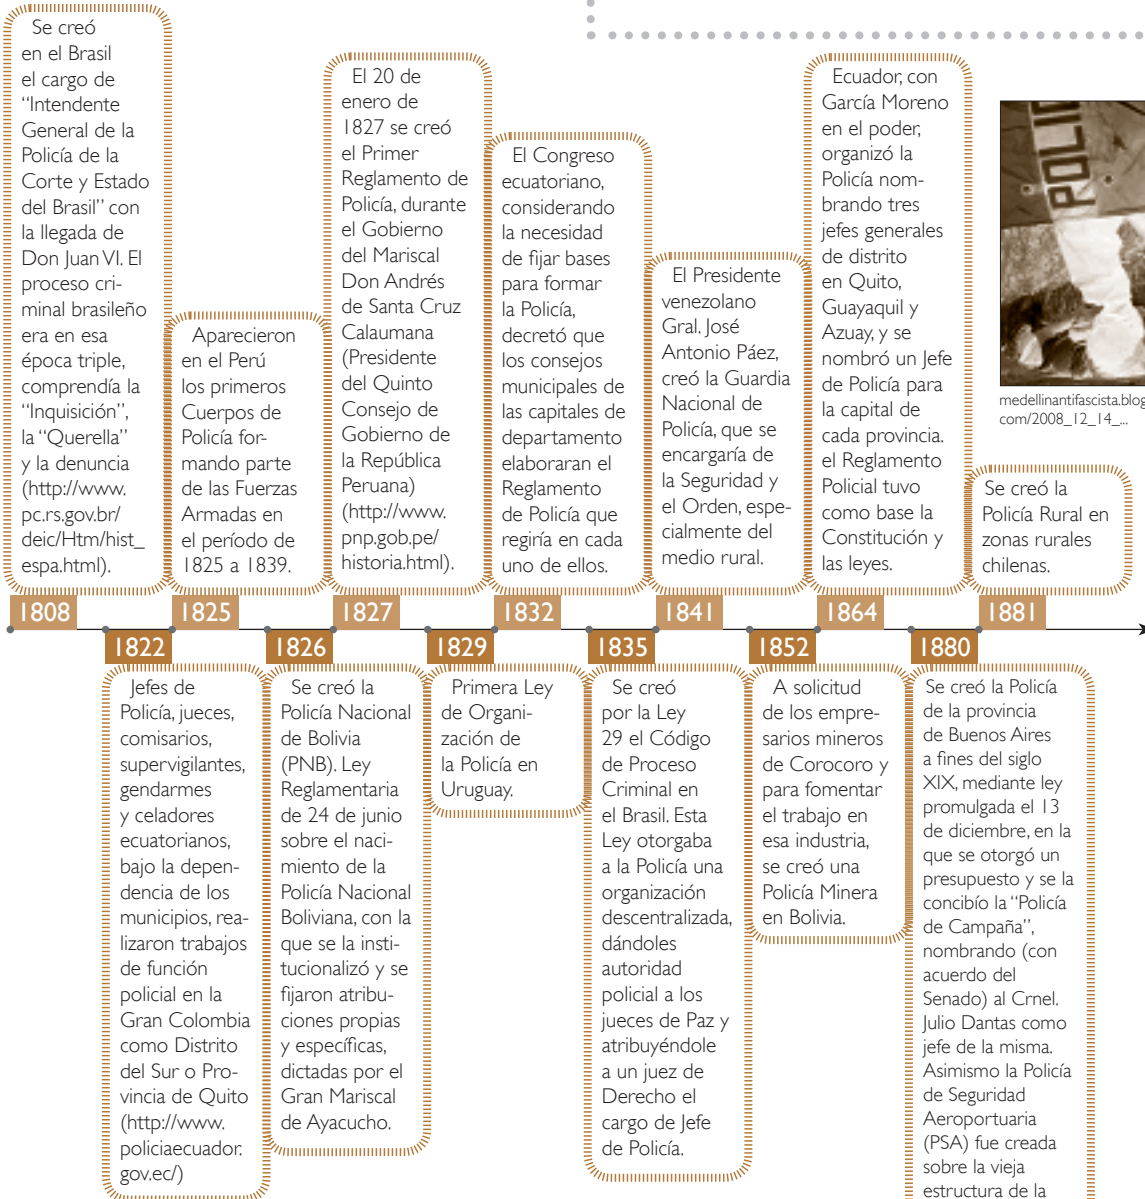 Se creó
en el Brasil
el cargo de
“Intendente
General de la
Policía de la
Corte y Estado
del Brasil” con
la llegada de
Don Juan VI. El
proceso cri-
minal brasileño
era en esa
época triple,
comprendía la
“Inquisición”,
la “Querella”
y la denuncia
(http://www.
pc.rs.gov.br/
deic/Htm/hist_
espa.html).
1808
Jefes de
Policía, jueces,
comisarios,
supervigilantes,
gendarmes
y celadores
ecuatorianos,
bajo la depen-
dencia de los
municipios, rea-
lizaron trabajos
de función
policial en la
Gran Colombia
como Distrito
del Sur o Pro-
vincia de Quito
(http://www.
policiaecuador.
gov.ec/)
1822
Aparecieron
en el Perú
los primeros
Cuerpos de
Policía for-
mando parte
de las Fuerzas
Armadas en
el período de
1825 a 1839.
1825
1826
Se creó la
Policía Nacional
de Bolivia
(PNB). Ley
Reglamentaria
de 24 de junio
sobre el naci-
miento de la
Policía Nacional
Boliviana, con la
que se la insti-
tucionalizó y se
fijaron atribu-
ciones propias
y específicas,
dictadas por el
Gran Mariscal
de Ayacucho.
El 20 de
enero de
1827 se creó
el Primer
Reglamento de
Policía, durante
el Gobierno
del Mariscal
Don Andrés
de Santa Cruz
Calaumana
(Presidente
del Quinto
Consejo de
Gobierno de
la República
Peruana)
(http://www.
pnp.gob.pe/
historia.html).
1827
1829
Primera Ley
de Organi-
zación de
la Policía en
Uruguay.
El Congreso
ecuatoriano,
considerando
la necesidad
de fijar bases
para formar
la Policía,
decretó que
los consejos
municipales de
las capitales de
departamento
elaboraran el
Reglamento
de Policía que
regiría en cada
uno de ellos.
1832
1835
Se creó
por la Ley
29 el Código
de Proceso
Criminal en
el Brasil. Esta
Ley otorgaba
a la Policía una
organización
descentralizada,
dándoles
autoridad
policial a los
jueces de Paz y
atribuyéndole
a un juez de
Derecho el
cargo de Jefe
de Policía.
El Presidente
venezolano
Gral. José
Antonio Páez,
creó la Guardia
Nacional de
Policía, que se
encargaría de
la Seguridad y
el Orden, espe-
cialmente del
medio rural.
1841
1852
A solicitud
de los empre-
sarios mineros
de Corocoro y
para fomentar
el trabajo en
esa industria,
se creó una
Policía Minera
en Bolivia.
Ecuador, con
García Moreno
en el poder,
organizó la
Policía nom-
brando tres
jefes generales
de distrito
en Quito,
Guayaquil y
Azuay, y se
nombró un Jefe
de Policía para
la capital de
cada provincia.
el Reglamento
Policial tuvo
como base la
Constitución y
las leyes.
1864
1880
Se creó la Policía
de la provincia
de Buenos Aires
a fines del siglo
XIX, mediante ley
promulgada el 13
de diciembre, en la
que se otorgó un
presupuesto y se la
concibío la “Policía
de Campaña”,
nombrando (con
acuerdo del
Senado) al Crnel.
Julio Dantas como
jefe de la misma.
Asimismo la Policía
de Seguridad
Aeroportuaria
(PSA) fue creada
sobre la vieja
estructura de la
POLIC
medellinantifascista.blog
com/2008_12_14_...
Se creó la
Policía Rural en
zonas rurales
chilenas.
1881